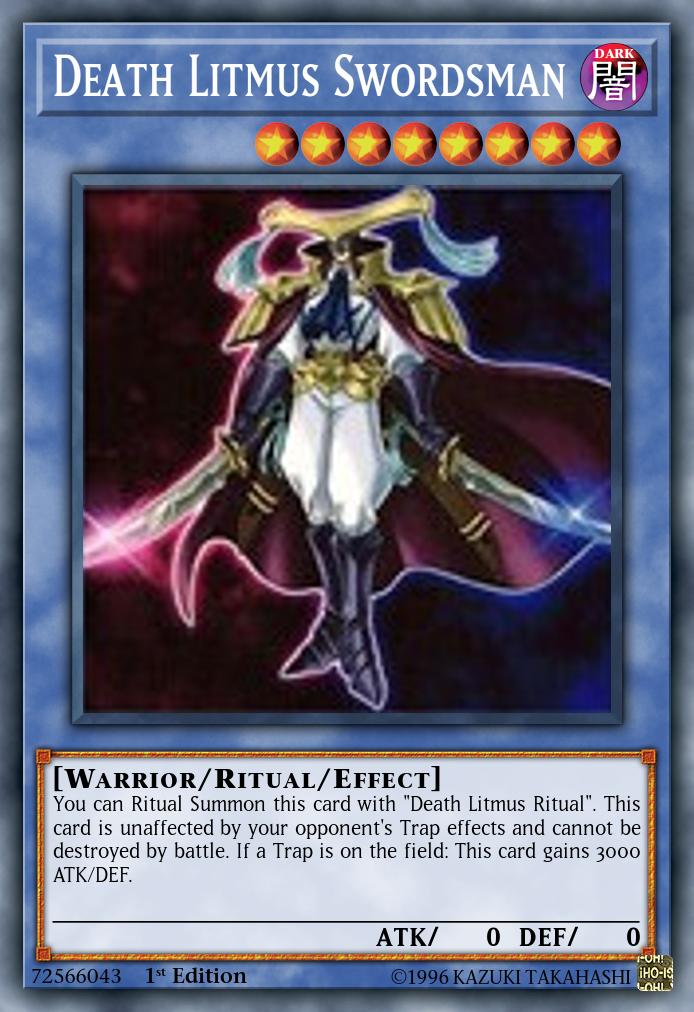 DEATH LITMUS SWORDSMAN
DARK
闇
[WARRIOR/RITUAL/EFFECT]
You can Ritual Summon this card with "Death Litmus Ritual". This
card is unaffected by your opponent's Trap effects and cannot be
destroyed by battle. If a Trap is on the field: This card gains 3000
ATK/DEF.
ATK/ 0 DEF/ 0
72566043 1st Edition ©1996 KAZUKI TAKAHASHI